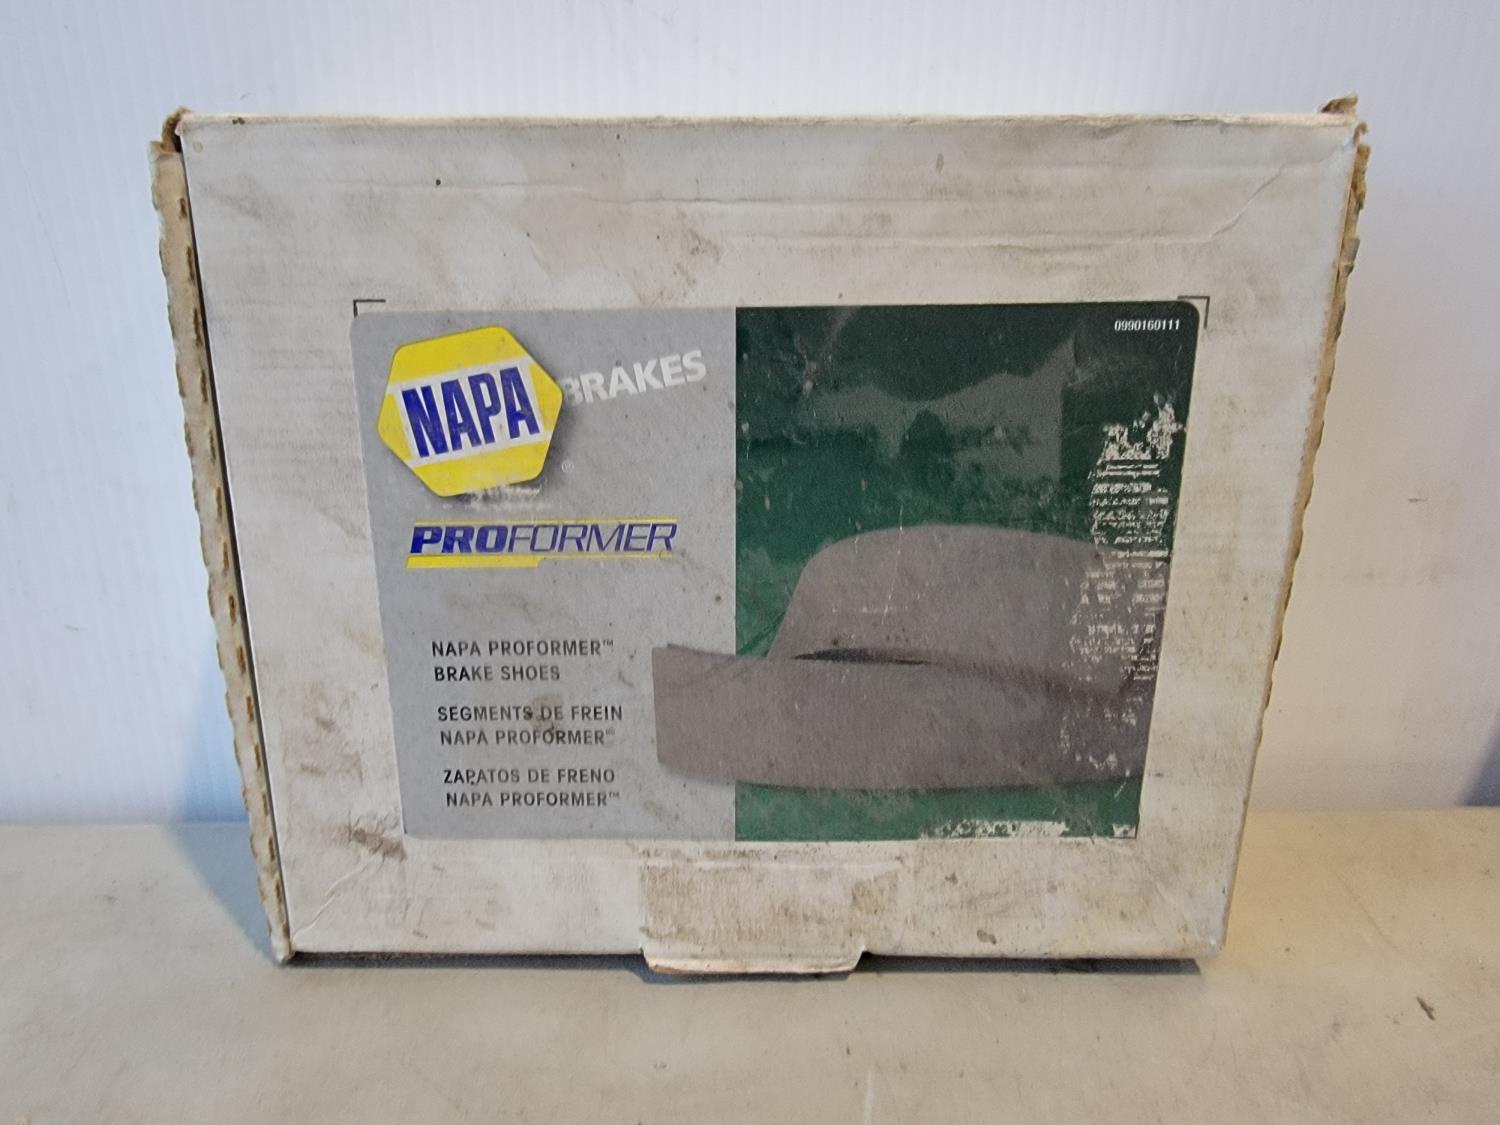 NAPA BRAKES
®
PROFORMER
NAPA PROFORMER™
BRAKE SHOES
SEGMENTS DE FREIN
NAPA PROFORMER™
ZAPATOS DE FRENO
NAPA PROFORMER™
0990160111